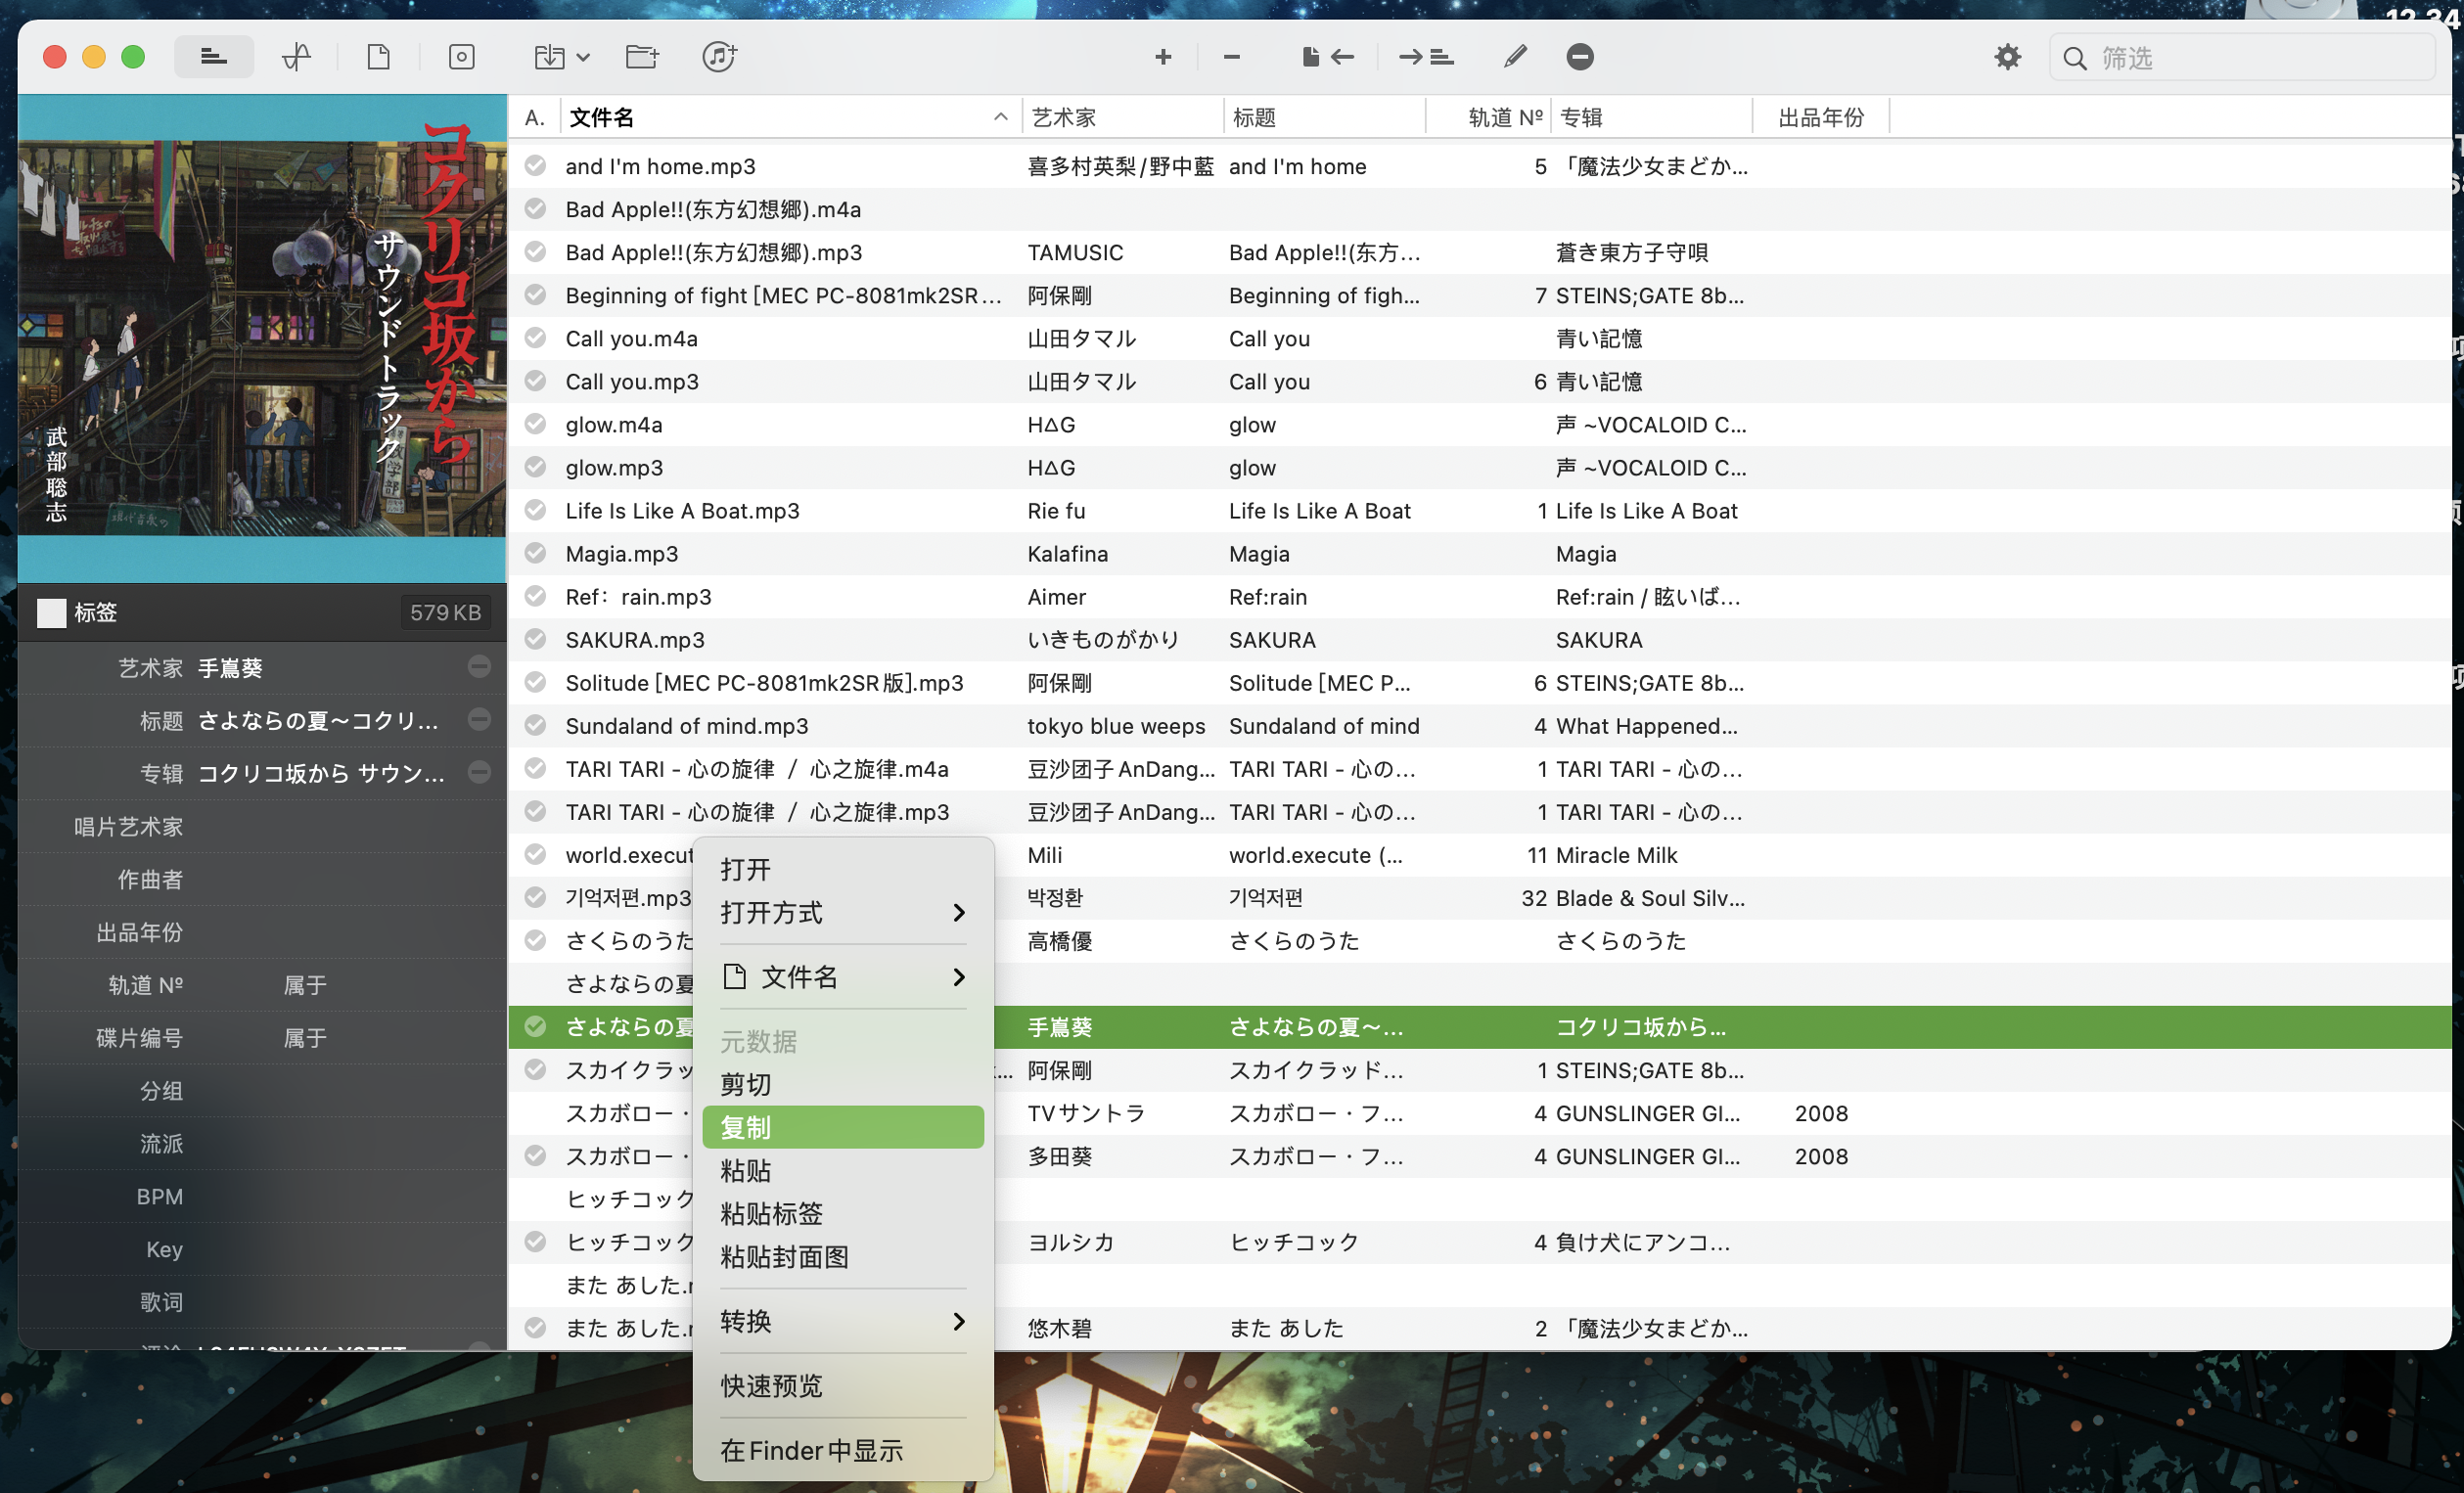 筛选
コクリコ坂から
サウンドトラック
武部聡志
标签 579 KB
艺术家 手嶌葵
标题 さよならの夏～コクリ...
专辑 コクリコ坂から サウン...
唱片艺术家
作曲者
出品年份
轨道 Nº 属于
碟片编号 属于
分组
流派
BPM
Key
歌词
A. 文件名 艺术家 标题 轨道 Nº 专辑 出品年份
and I'm home.mp3 喜多村英梨/野中藍 and I'm home 5 「魔法少女まどか...
Bad Apple!!(东方幻想郷).m4a
Bad Apple!!(东方幻想郷).mp3 TAMUSIC Bad Apple!!(东方... 蒼き東方子守唄
Beginning of fight [MEC PC-8081mk2SR... 阿保剛 Beginning of figh... 7 STEINS;GATE 8b...
Call you.m4a 山田タマル Call you 青い記憶
Call you.mp3 山田タマル Call you 6 青い記憶
glow.m4a H△G glow 声 ~VOCALOID C...
glow.mp3 H△G glow 声 ~VOCALOID C...
Life Is Like A Boat.mp3 Rie fu Life Is Like A Boat 1 Life Is Like A Boat
Magia.mp3 Kalafina Magia Magia
Ref：rain.mp3 Aimer Ref:rain Ref:rain / 眩いば...
SAKURA.mp3 いきものがかり SAKURA SAKURA
Solitude [MEC PC-8081mk2SR版].mp3 阿保剛 Solitude [MEC P... 6 STEINS;GATE 8b...
Sundaland of mind.mp3 tokyo blue weeps Sundaland of mind 4 What Happened...
TARI TARI - 心の旋律 / 心之旋律.m4a 豆沙团子AnDang... TARI TARI - 心の... 1 TARI TARI - 心の...
TARI TARI - 心の旋律 / 心之旋律.mp3 豆沙团子AnDang... TARI TARI - 心の... 1 TARI TARI - 心の...
world.execut Mili world.execute (... 11 Miracle Milk
기억저편.mp3 박정환 기억저편 32 Blade & Soul Silv...
さくらのうた 高橋優 さくらのうた さくらのうた
さよならの夏
さよならの夏 手嶌葵 さよならの夏～... コクリコ坂から...
スカイクラッ ... 阿保剛 スカイクラッド... 1 STEINS;GATE 8b...
スカボロー・ TVサントラ スカボロー・フ... 4 GUNSLINGER GI... 2008
スカボロー・ 多田葵 スカボロー・フ... 4 GUNSLINGER GI... 2008
ヒッチコック
ヒッチコック ヨルシカ ヒッチコック 4 負け犬にアンコ...
また あした.
また あした. 悠木碧 また あした 2 「魔法少女まどか...
打开
打开方式
文件名
元数据
剪切
复制
粘贴
粘贴标签
粘贴封面图
转换
快速预览
在Finder中显示